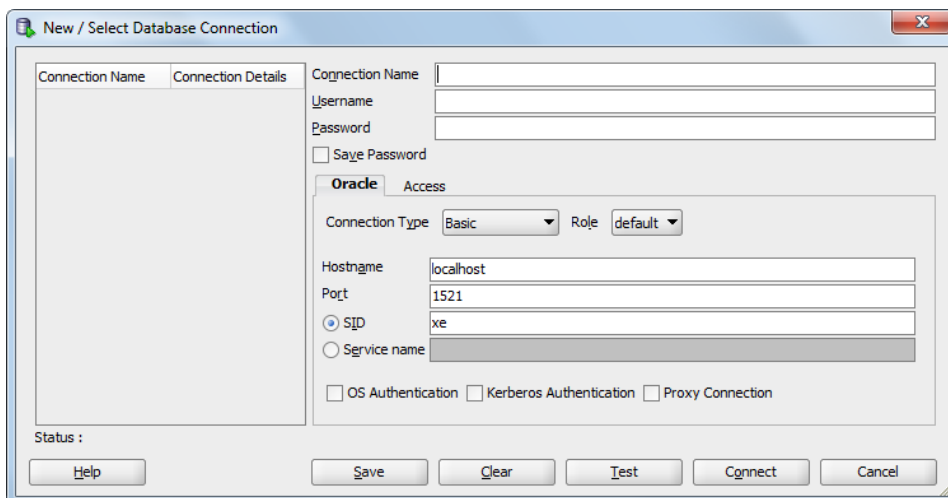 New / Select Database Connection
Connection Name Connection Details
Connection Name
Username
Password
Save Password
Oracle Access
Connection Type Basic Role default
Hostname localhost
Port 1521
SID xe
Service name
OS Authentication Kerberos Authentication Proxy Connection
Status :
Help Save Clear Test Connect Cancel